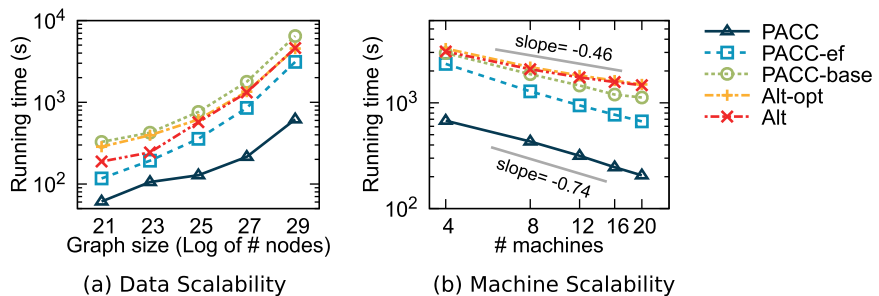 Running time (s)
10^4
10^3
10^2
21 23 25 27 29
Graph size (Log of # nodes)
(a) Data Scalability
Running time (s)
10^3
10^2
slope= -0.46
slope= -0.74
4 8 12 16 20
# machines
(b) Machine Scalability
PACC
PACC-ef
PACC-base
Alt-opt
Alt